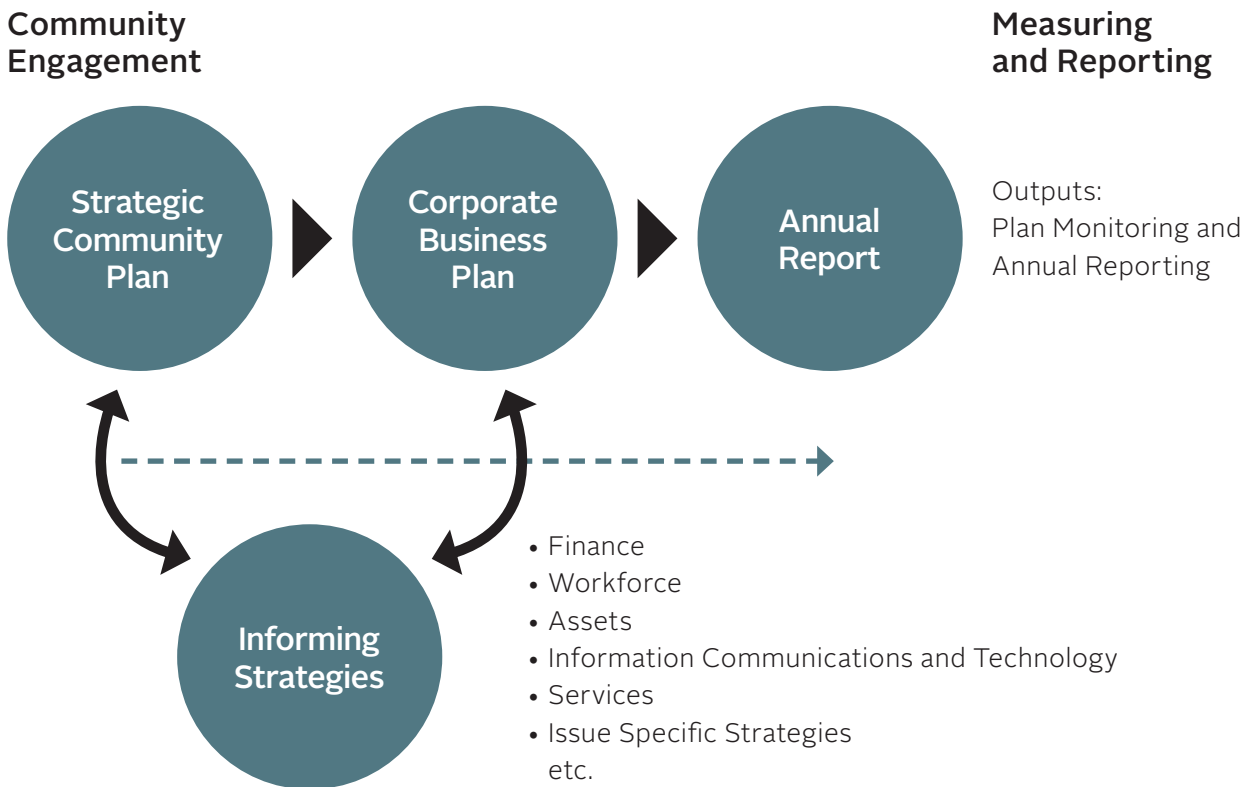 Community
Engagement
Measuring
and Reporting
Strategic
Community
Plan
Corporate
Business
Plan
Annual
Report
Outputs:
Plan Monitoring and
Annual Reporting
Informing
Strategies
• Finance
• Workforce
• Assets
• Information Communications and Technology
• Services
• Issue Specific Strategies
etc.